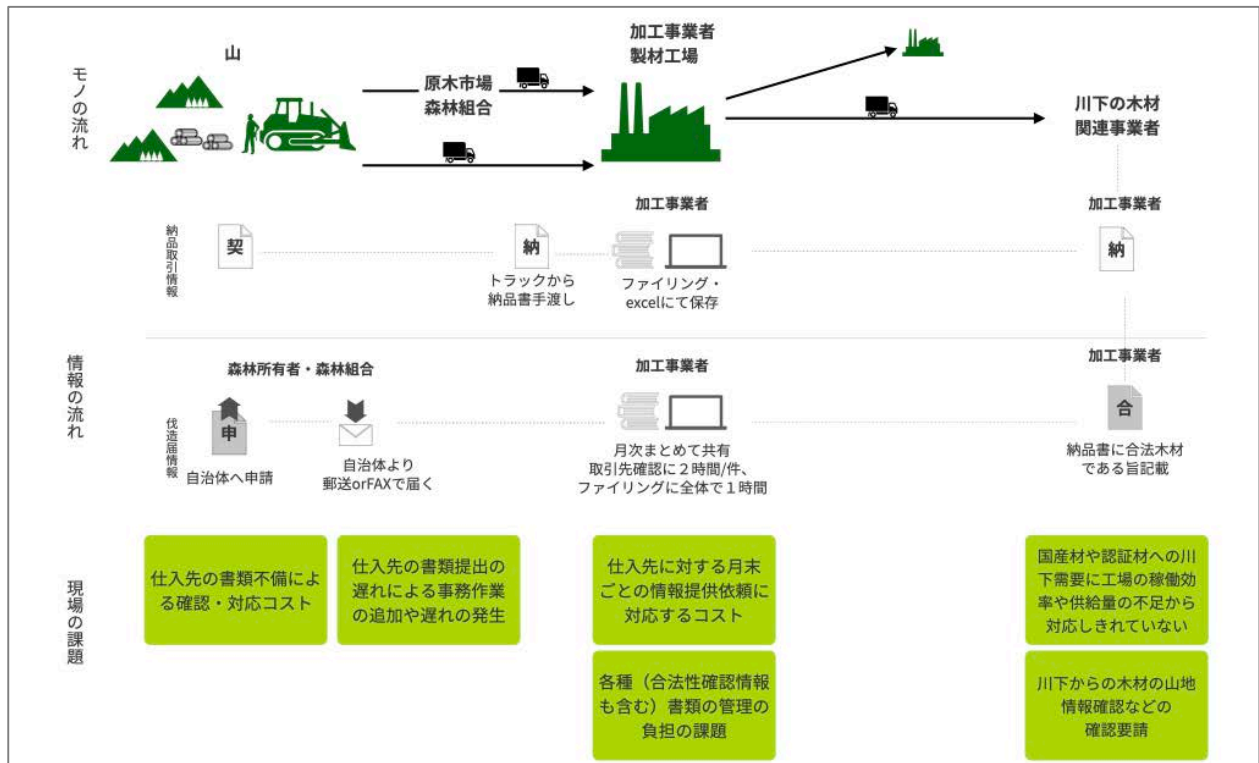 モノの流れ
山
原木市場
森林組合
加工事業者
製材工場
川下の木材
関連事業者
情報の流れ
納品取引情報
契
納
トラックから
納品書手渡し
加工事業者
ファイリング・
excelにて保存
加工事業者
納
伐造届情報
森林所有者・森林組合
申
自治体へ申請
自治体より
郵送orFAXで届く
加工事業者
月次まとめて共有
取引先確認に２時間/件、
ファイリングに全体で１時間
加工事業者
合
納品書に合法木材
である旨記載
現場の課題
仕入先の書類不備によ
る確認・対応コスト
仕入先の書類提出の
遅れによる事務作業
の追加や遅れの発生
仕入先に対する月末
ごとの情報提供依頼に
対応するコスト
各種（合法性確認情報
も含む）書類の管理の
負担の課題
国産材や認証材への川
下需要に工場の稼働効
率や供給量の不足から
対応しきれていない
川下からの木材の山地
情報確認などの
確認要請